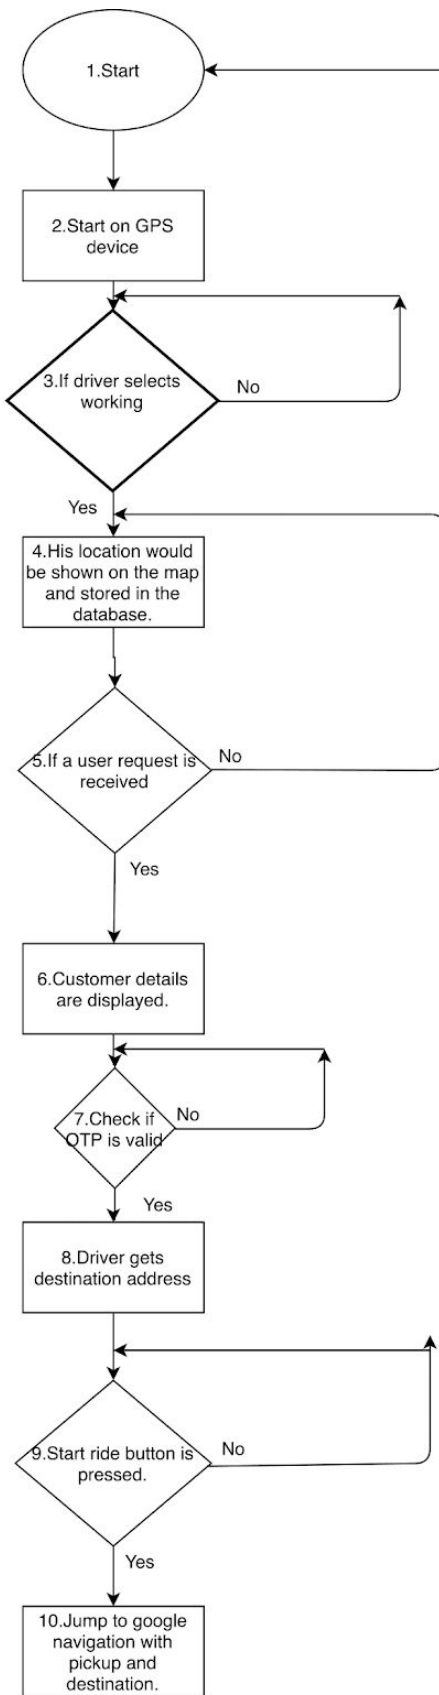 1.Start
2.Start on GPS
device
3.If driver selects
working
No
Yes
4.His location would
be shown on the map
and stored in the
database.
5.If a user request is
received
No
Yes
6.Customer details
are displayed.
7.Check if
OTP is valid
No
Yes
8.Driver gets
destination address
9.Start ride button is
pressed.
No
Yes
10.Jump to google
navigation with
pickup and
destination.